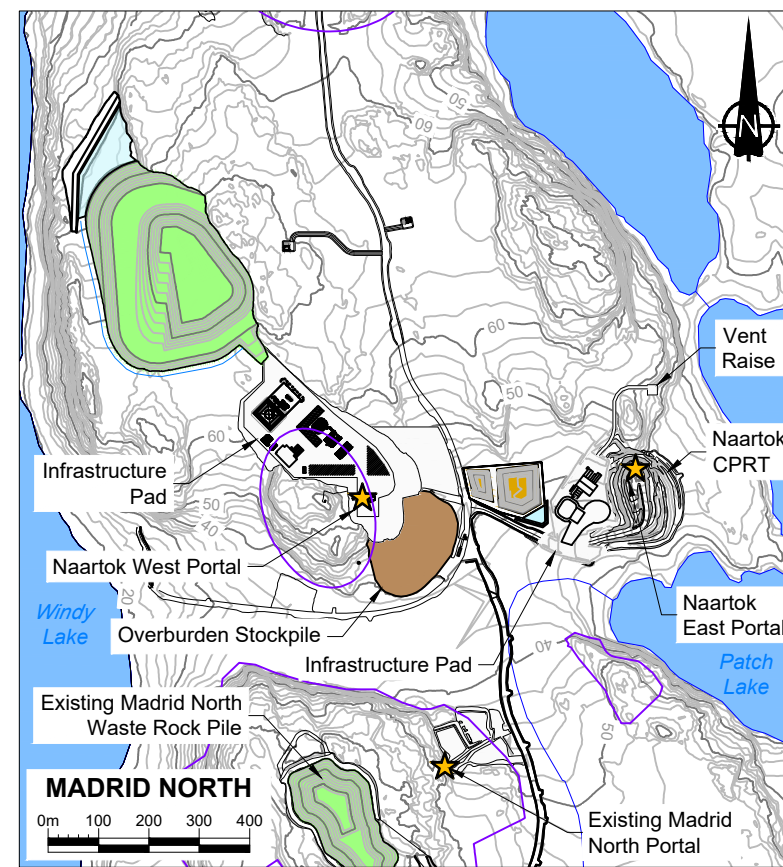 60
60
N
60
50
Vent
Raise
Naartok
CPRT
60
Infrastructure
Pad
50
40
Naartok West Portal
20
Windy
Lake
Overburden Stockpile
Infrastructure Pad
Naartok
East Portal
40
Patch
Lake
Existing Madrid North
Waste Rock Pile
MADRID NORTH
0m 100 200 300 400
50
40
Existing Madrid
North Portal